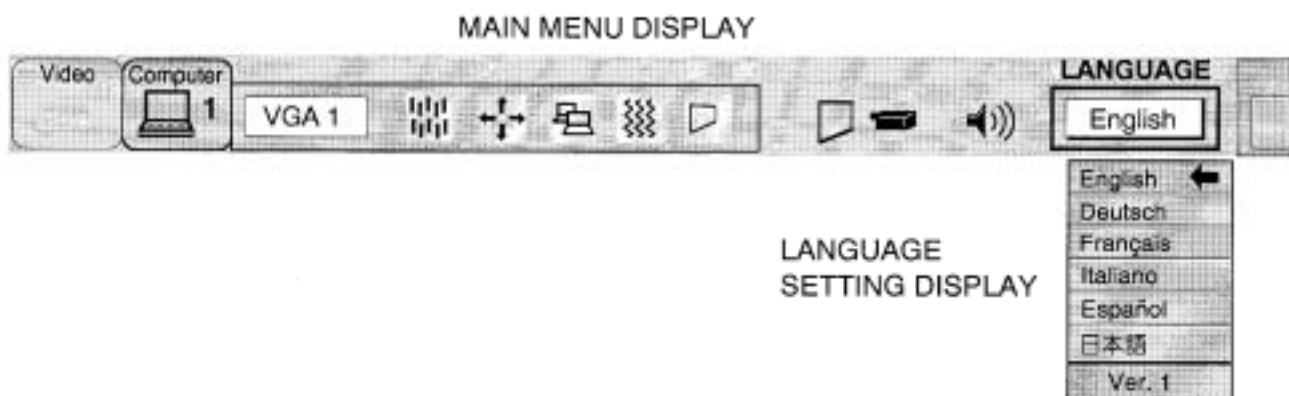 MAIN MENU DISPLAY
Video
Computer
1
VGA 1
LANGUAGE
English
English
Deutsch
Français
LANGUAGE
SETTING DISPLAY
Italiano
Español
日本語
Ver. 1